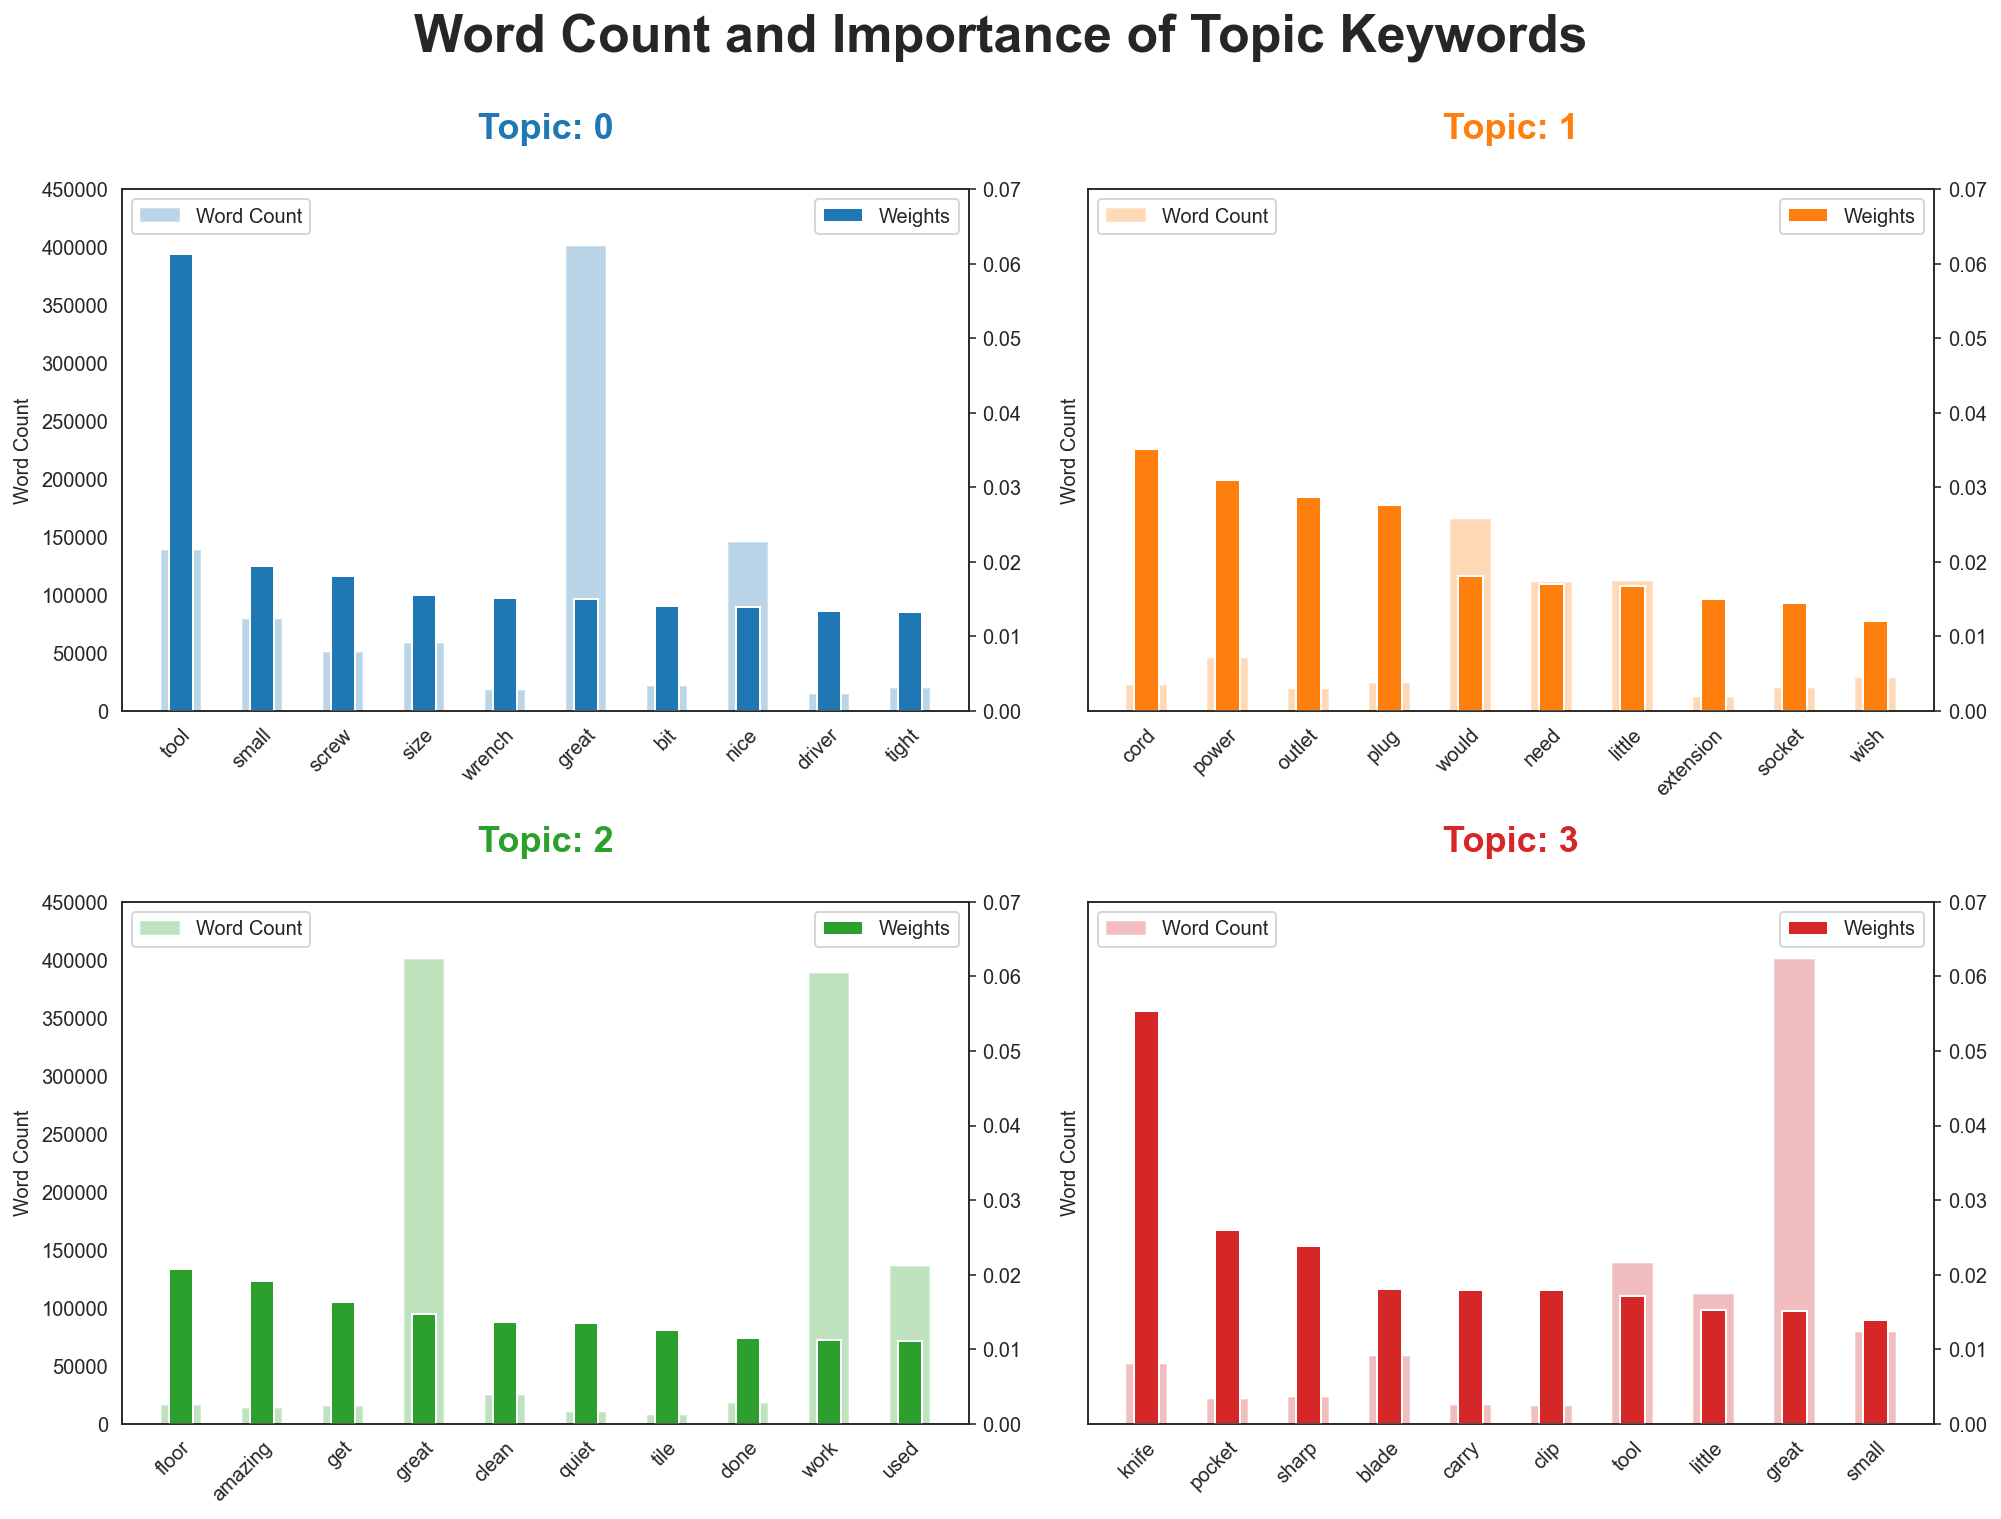 Word Count and Importance of Topic Keywords
Topic: 0
Word Count
Weights
450000
400000
350000
300000
250000
200000
150000
100000
50000
0
Word Count
0.07
0.06
0.05
0.04
0.03
0.02
0.01
0.00
tool
small
screw
size
wrench
great
bit
nice
driver
tight
Topic: 1
Word Count
Weights
Word Count
0.07
0.06
0.05
0.04
0.03
0.02
0.01
0.00
cord
power
outlet
plug
would
need
little
extension
socket
wish
Topic: 2
Word Count
Weights
450000
400000
350000
300000
250000
200000
150000
100000
50000
0
Word Count
0.07
0.06
0.05
0.04
0.03
0.02
0.01
0.00
floor
amazing
get
great
clean
quiet
tile
done
work
used
Topic: 3
Word Count
Weights
Word Count
0.07
0.06
0.05
0.04
0.03
0.02
0.01
0.00
knife
pocket
sharp
blade
carry
clip
tool
little
great
small